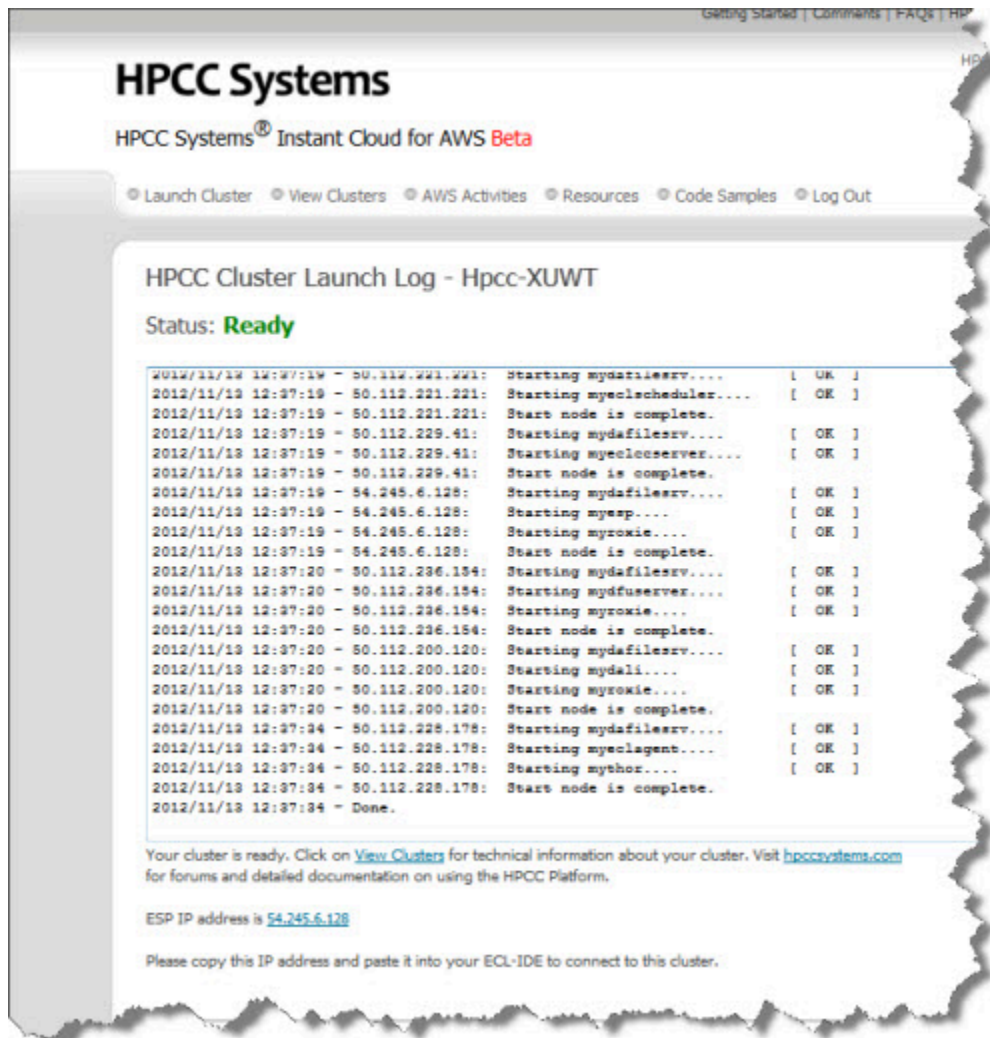 Getting Started | Comments | FAQs | HP
HP
HPCC Systems
HPCC Systems® Instant Cloud for AWS Beta
Launch Cluster View Clusters AWS Activities Resources Code Samples Log Out
HPCC Cluster Launch Log - Hpcc-XUWT
Status: Ready
2012/11/13 12:37:19 - 50.112.221.221: Starting mydafilesrv.... [ OK ]
2012/11/13 12:37:19 - 50.112.221.221: Starting myeclscheduler.... [ OK ]
2012/11/13 12:37:19 - 50.112.221.221: Start node is complete.
2012/11/13 12:37:19 - 50.112.229.41: Starting mydafilesrv.... [ OK ]
2012/11/13 12:37:19 - 50.112.229.41: Starting myeclccserver.... [ OK ]
2012/11/13 12:37:19 - 50.112.229.41: Start node is complete.
2012/11/13 12:37:19 - 54.245.6.128: Starting mydafilesrv.... [ OK ]
2012/11/13 12:37:19 - 54.245.6.128: Starting myesp.... [ OK ]
2012/11/13 12:37:19 - 54.245.6.128: Starting myroxie.... [ OK ]
2012/11/13 12:37:19 - 54.245.6.128: Start node is complete.
2012/11/13 12:37:20 - 50.112.236.154: Starting mydafilesrv.... [ OK ]
2012/11/13 12:37:20 - 50.112.236.154: Starting mydfuserver.... [ OK ]
2012/11/13 12:37:20 - 50.112.236.154: Starting myroxie.... [ OK ]
2012/11/13 12:37:20 - 50.112.236.154: Start node is complete.
2012/11/13 12:37:20 - 50.112.200.120: Starting mydafilesrv.... [ OK ]
2012/11/13 12:37:20 - 50.112.200.120: Starting mydali.... [ OK ]
2012/11/13 12:37:20 - 50.112.200.120: Starting myroxie.... [ OK ]
2012/11/13 12:37:20 - 50.112.200.120: Start node is complete.
2012/11/13 12:37:34 - 50.112.228.178: Starting mydafilesrv.... [ OK ]
2012/11/13 12:37:34 - 50.112.228.178: Starting myeclagent.... [ OK ]
2012/11/13 12:37:34 - 50.112.228.178: Starting mythor.... [ OK ]
2012/11/13 12:37:34 - 50.112.228.178: Start node is complete.
2012/11/13 12:37:34 - Done.
Your cluster is ready. Click on View Clusters for technical information about your cluster. Visit hpccsystems.com
for forums and detailed documentation on using the HPCC Platform.
ESP IP address is 54.245.6.128
Please copy this IP address and paste it into your ECL-IDE to connect to this cluster.